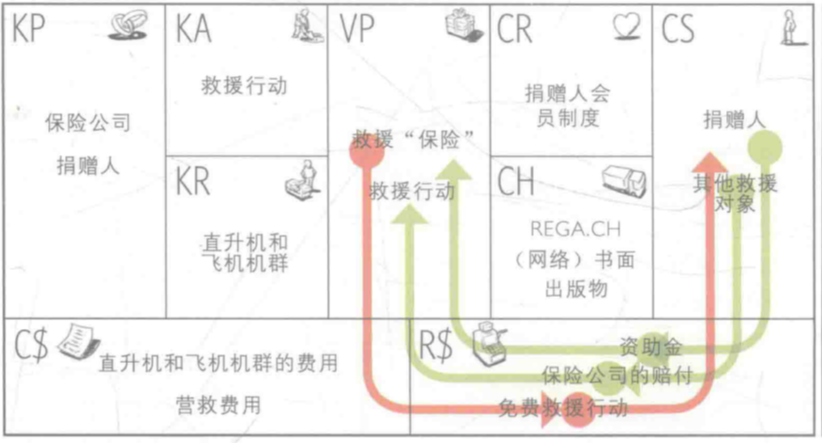 KP
保险公司
捐赠人
KA
救援行动
KR
直升机和
飞机机群
VP
救援“保险”
救援行动
CR
捐赠人会
员制度
CH
REGA.CH
（网络）书面
出版物
CS
捐赠人
其他救援
对象
C$
直升机和飞机机群的费用
营救费用
R$
资助金
保险公司的赔付
免费救援行动